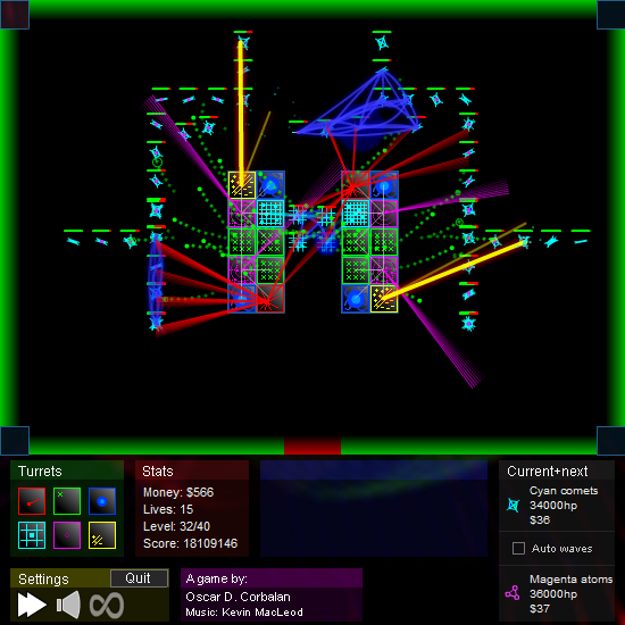 Turrets
Stats
Money: $566
Lives: 15
Level: 32/40
Score: 18109146
Current+next
Cyan comets
34000hp
$36
Auto waves
Magenta atoms
36000hp
$37
Settings
Quit
A game by:
Oscar D. Corbalan
Music: Kevin MacLeod